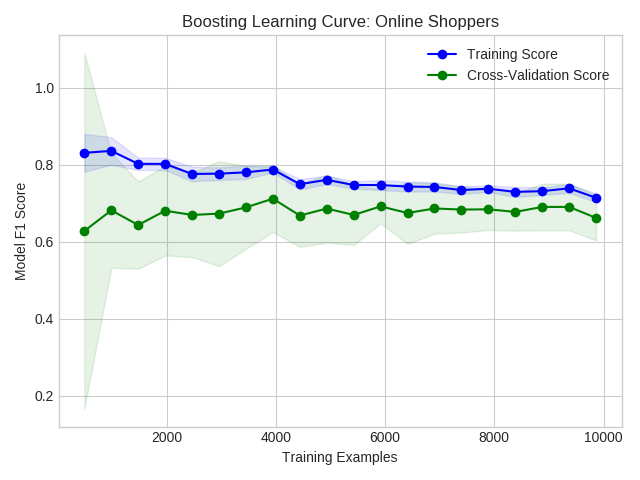 Boosting Learning Curve: Online Shoppers
Training Score
Cross-Validation Score
Model F1 Score
1.0
0.8
0.6
0.4
0.2
2000 4000 6000 8000 10000
Training Examples